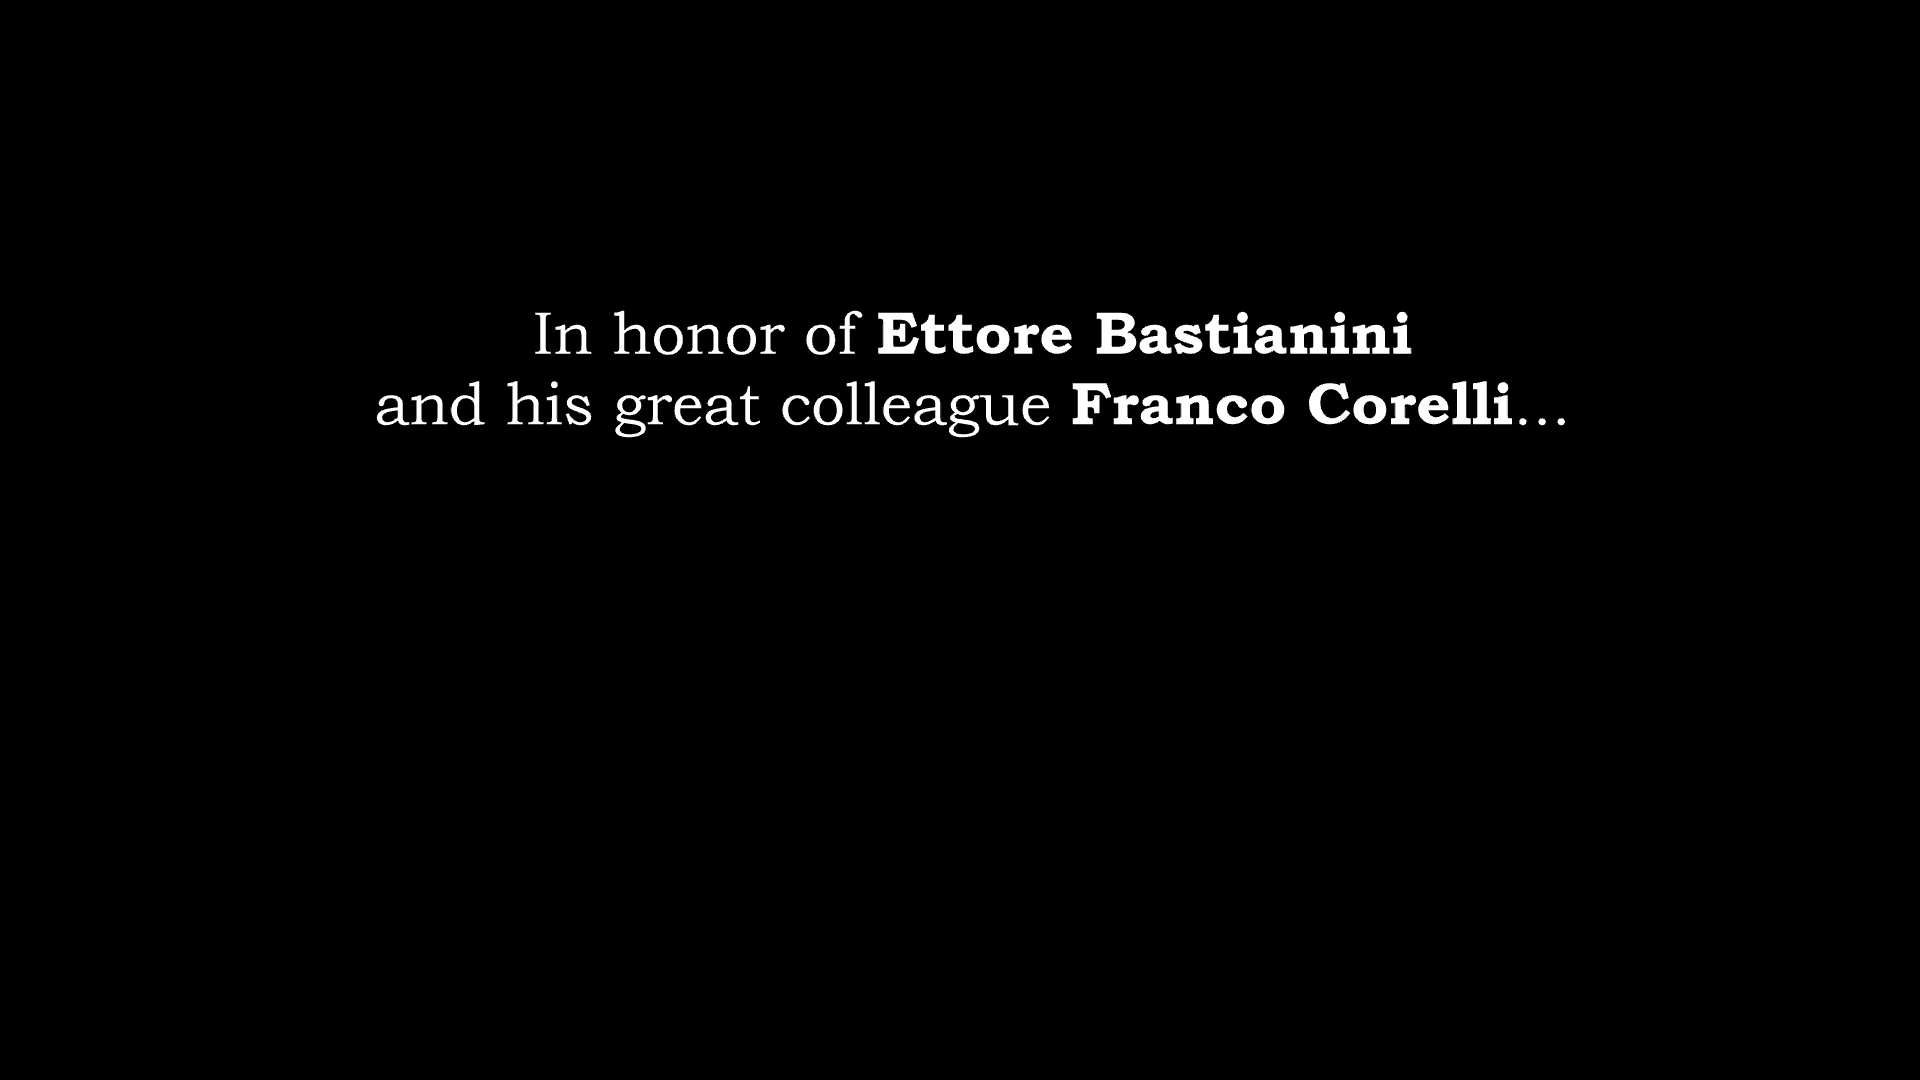 In honor of Ettore Bastianini
and his great colleague Franco Corelli...